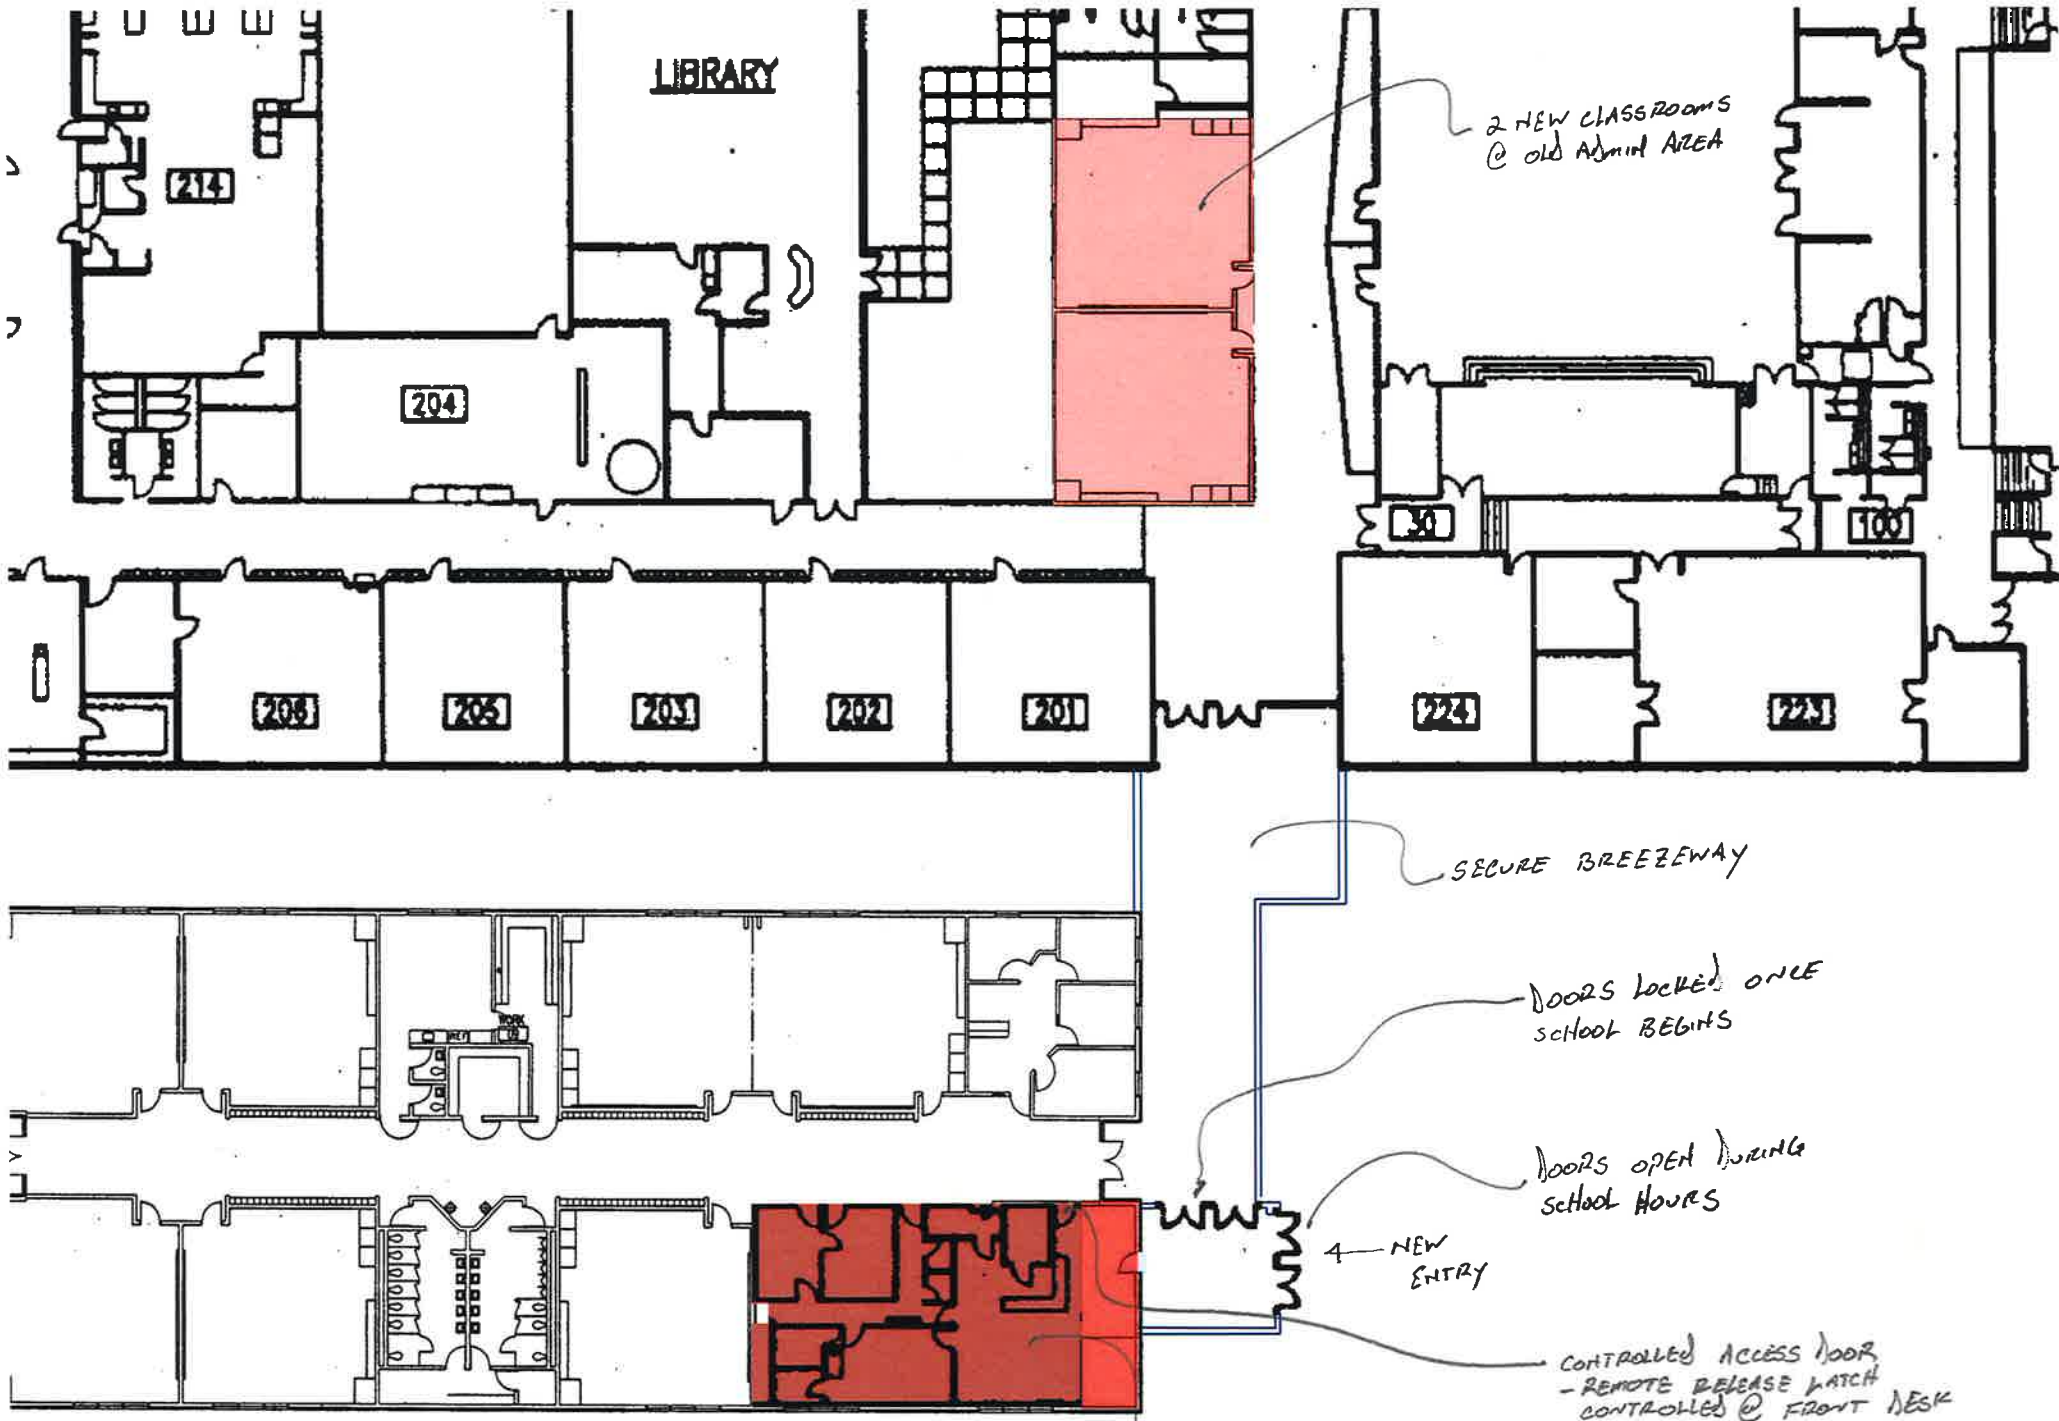 LIBRARY
2 NEW CLASSROOMS
@ OLD ADMIN AREA
214
204
30
100
206
205
203
202
201
224
223
SECURE BREEZEWAY
DOORS LOCKED ONCE
SCHOOL BEGINS
WORK
REF
DOORS OPEN DURING
SCHOOL HOURS
NEW
ENTRY
CONTROLLED ACCESS DOOR
- REMOTE RELEASE LATCH
CONTROLLED @ FRONT DESK